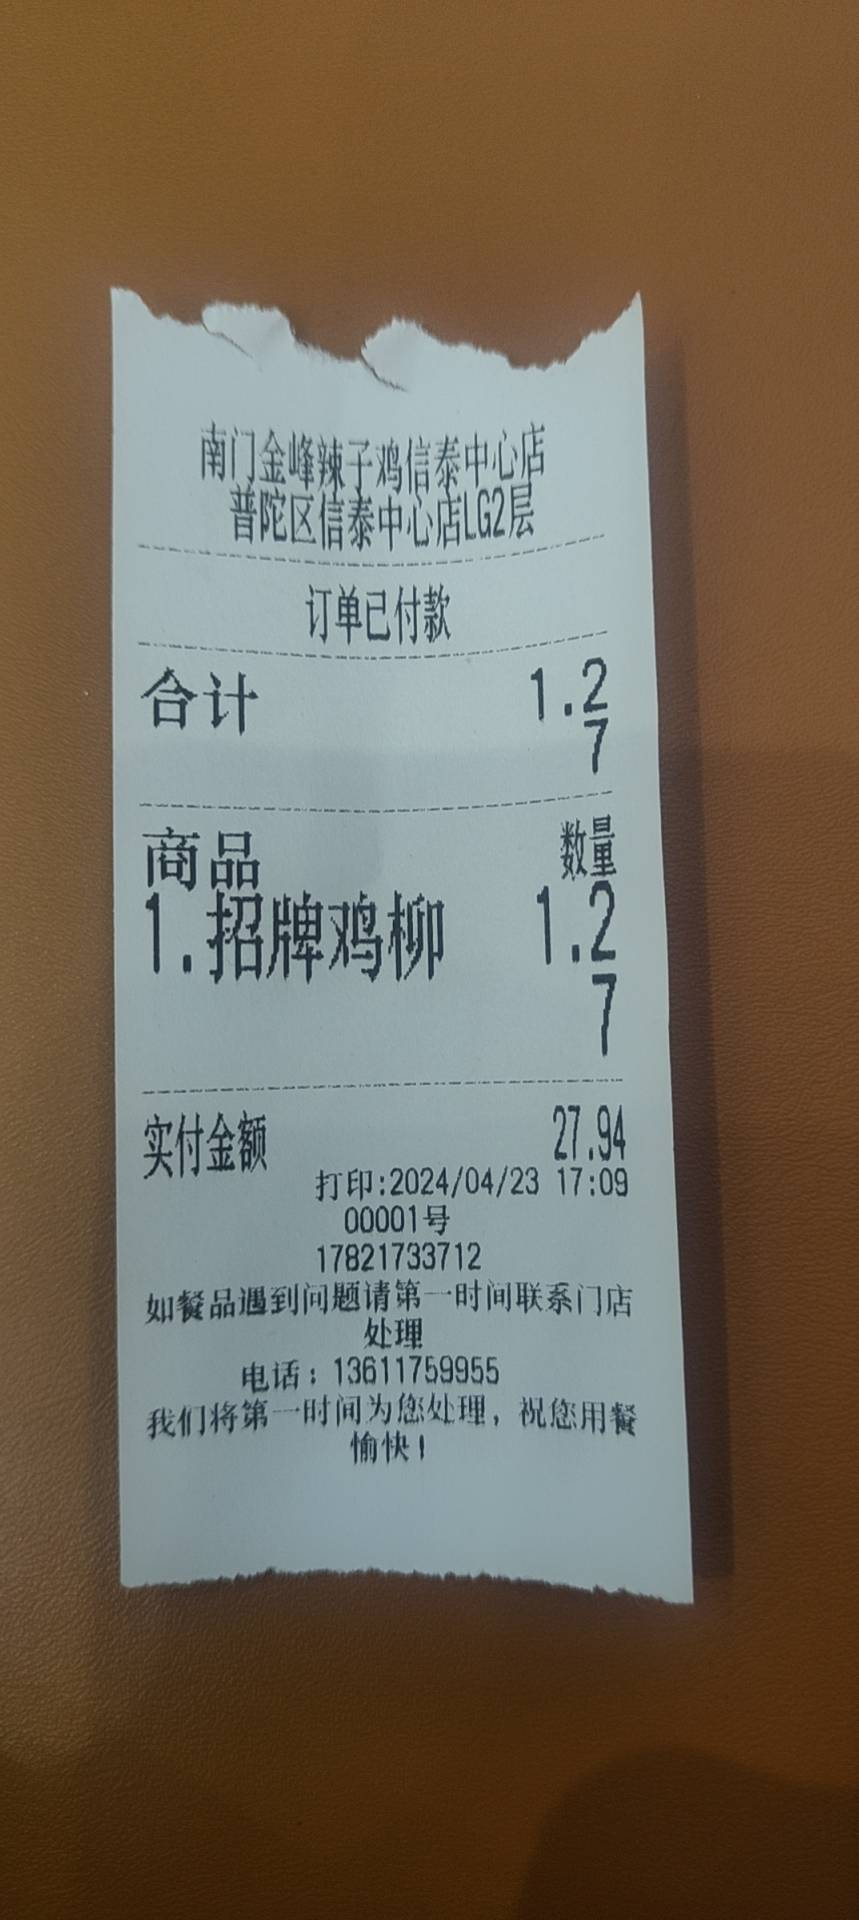 南门金峰辣子鸡信泰中心店
普陀区信泰中心店LG2层
订单已付款
合计 1.2
7
商品 数量
1.招牌鸡柳 1.2
7
实付金额 27.94
打印:2024/04/23 17:09
00001号
17821733712
如餐品遇到问题请第一时间联系门店
处理
电话：13611759955
我们将第一时间为您处理，祝您用餐
愉快！